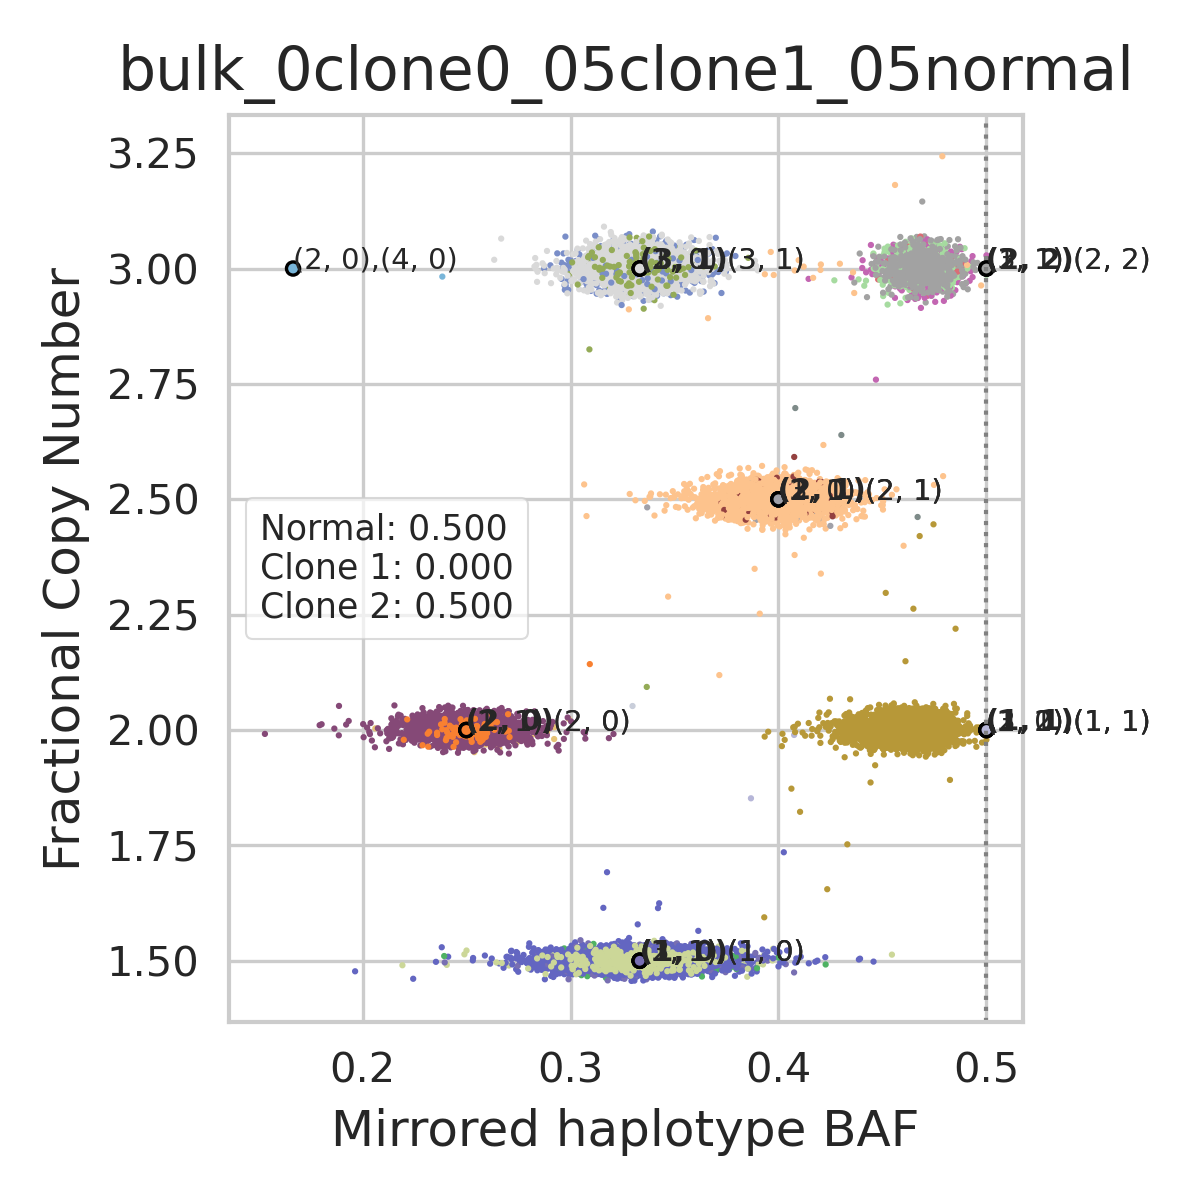 bulk_0clone0_05clone1_05normal
3.25
3.00
2.75
2.50
2.25
2.00
1.75
1.50
Fractional Copy Number
(2, 0),(4, 0)
(3, 1)
(2, 2)
(2, 1)
Normal: 0.500
Clone 1: 0.000
Clone 2: 0.500
(2, 0)
(1, 1)
(1, 0)
0.2
0.3
0.4
0.5
Mirrored haplotype BAF